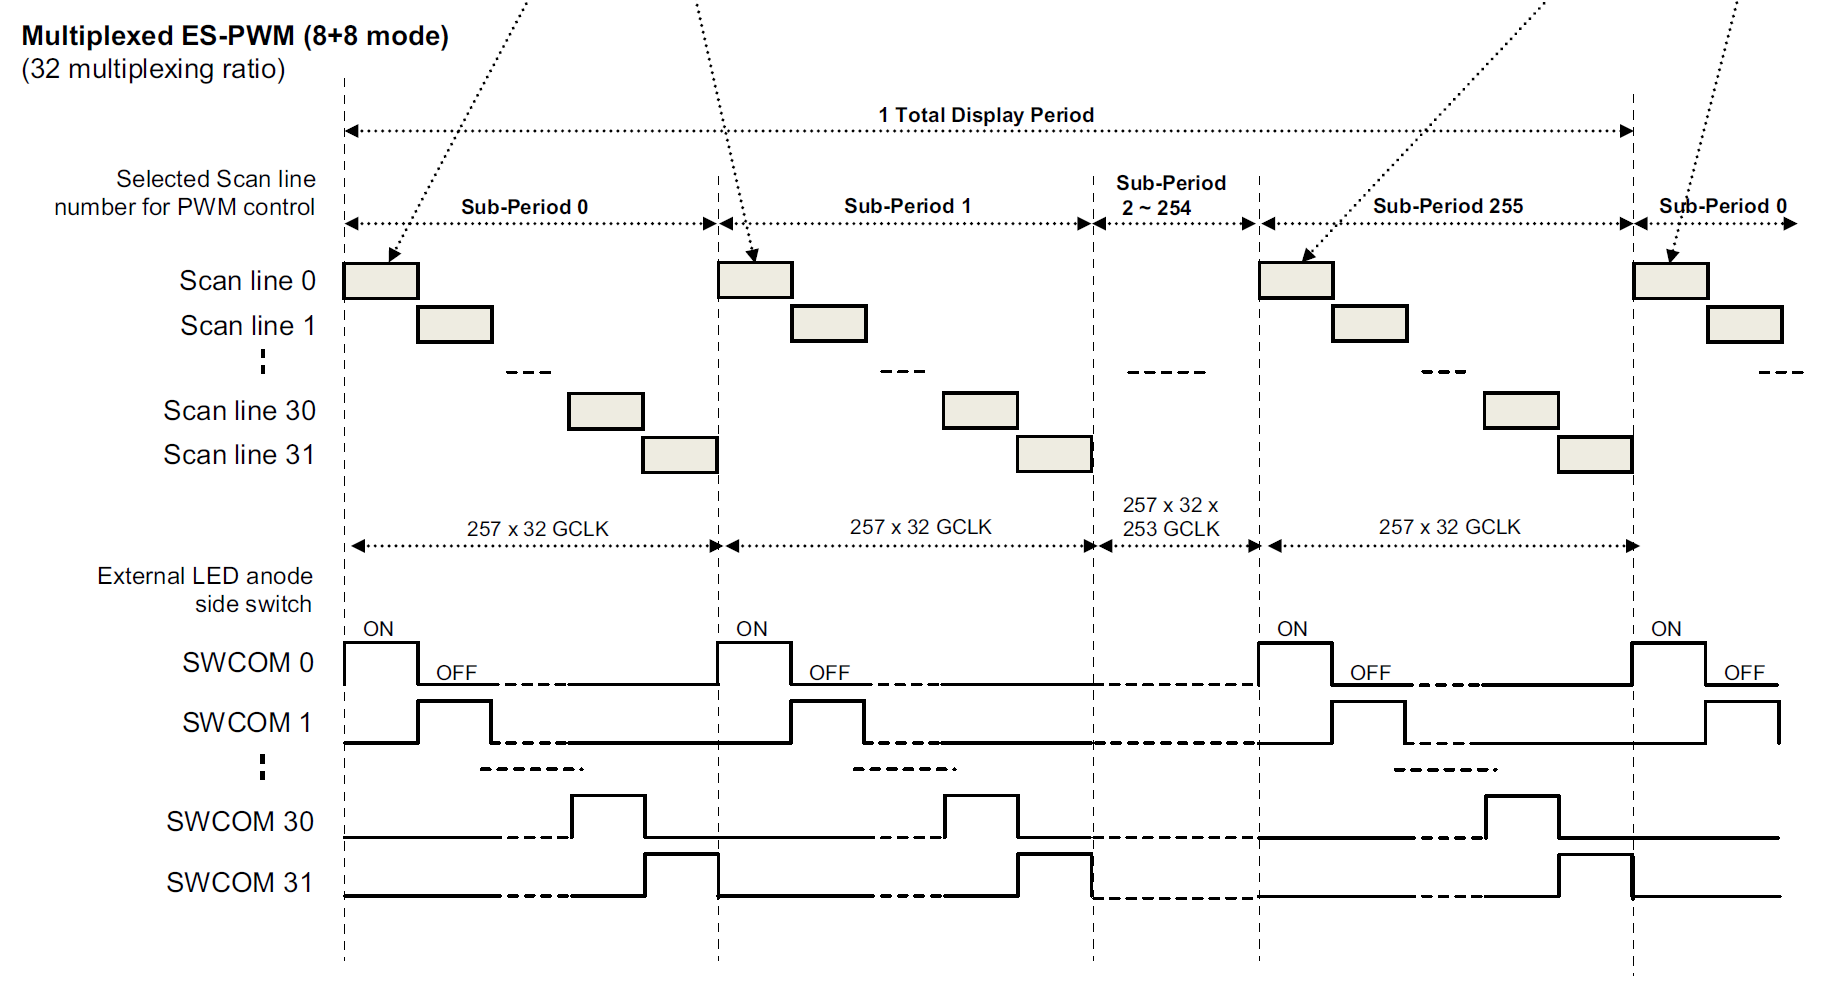 Multiplexed ES-PWM (8+8 mode)
(32 multiplexing ratio)
1 Total Display Period
Selected Scan line
number for PWM control
Sub-Period 0
Sub-Period 1
Sub-Period
2 ~ 254
Sub-Period 255
Sub-Period 0
Scan line 0
Scan line 1
Scan line 30
Scan line 31
257 x 32 GCLK
257 x 32 GCLK
257 x 32 x
253 GCLK
257 x 32 GCLK
External LED anode
side switch
ON
ON
ON
ON
SWCOM 0
OFF
OFF
OFF
OFF
SWCOM 1
SWCOM 30
SWCOM 31